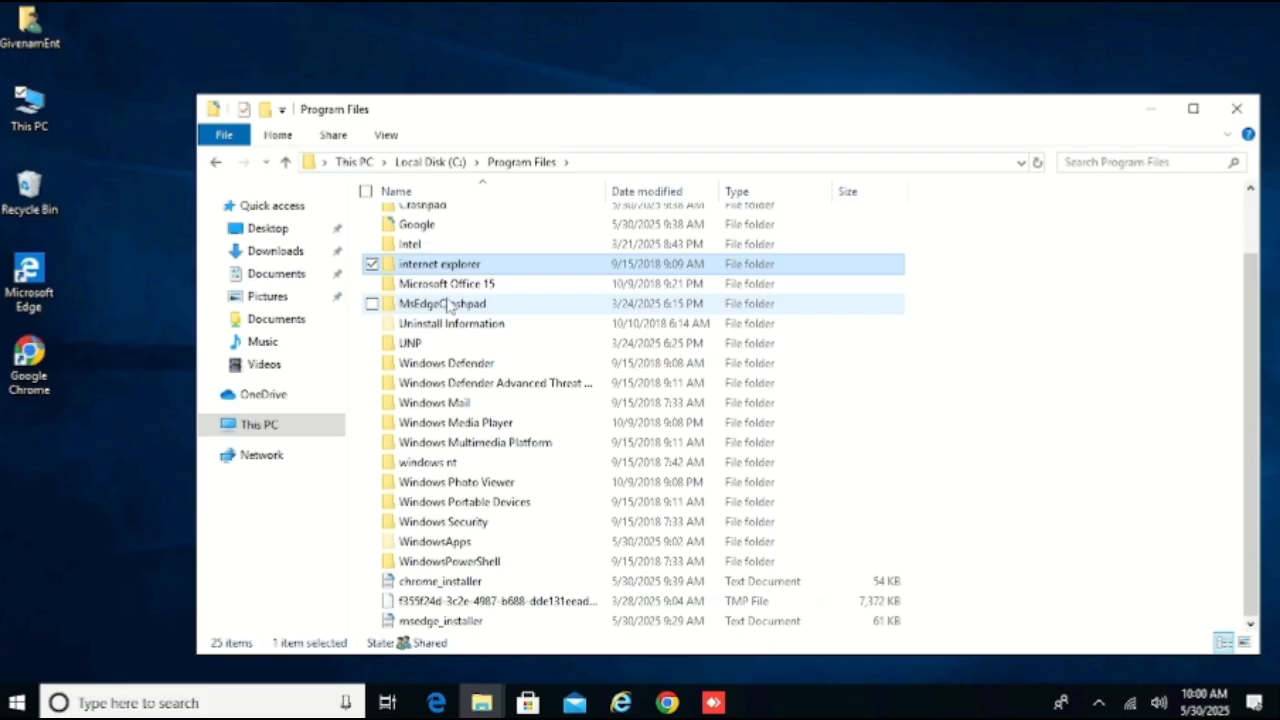 GivenamEnt
This PC
Recycle Bin
Microsoft
Edge
Google
Chrome
Program Files
File Home Share View
This PC Local Disk (C:) Program Files
Search Program Files
Quick access
Desktop
Downloads
Documents
Pictures
Documents
Music
Videos
OneDrive
This PC
Network
Name Date modified Type Size
Crashpad 5/30/2025 9:38 AM File folder
Google 5/30/2025 9:38 AM File folder
Intel 3/21/2025 8:43 PM File folder
internet explorer 9/15/2018 9:09 AM File folder
Microsoft Office 15 10/9/2018 9:21 PM File folder
MsEdgeCrashpad 3/24/2025 6:15 PM File folder
Uninstall Information 10/10/2018 6:14 AM File folder
UNP 3/24/2025 6:25 PM File folder
Windows Defender 9/15/2018 9:08 AM File folder
Windows Defender Advanced Threat ... 9/15/2018 9:11 AM File folder
Windows Mail 9/15/2018 7:33 AM File folder
Windows Media Player 10/9/2018 9:08 PM File folder
Windows Multimedia Platform 9/15/2018 9:11 AM File folder
windows nt 9/15/2018 7:42 AM File folder
Windows Photo Viewer 10/9/2018 9:08 PM File folder
Windows Portable Devices 9/15/2018 9:11 AM File folder
Windows Security 9/15/2018 7:33 AM File folder
WindowsApps 5/30/2025 9:02 AM File folder
WindowsPowerShell 9/15/2018 7:33 AM File folder
chrome_installer 5/30/2025 9:39 AM Text Document 54 KB
f355f24d-3c2e-4987-b688-dde131eead... 3/28/2025 9:04 AM TMP File 7,372 KB
msedge_installer 5/30/2025 9:29 AM Text Document 61 KB
25 items 1 item selected State: Shared
Type here to search
10:00 AM
5/30/2025